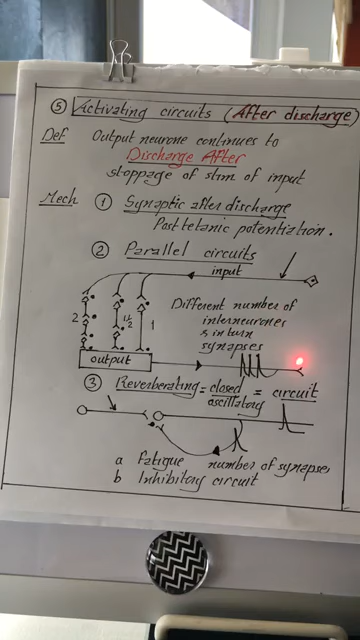 ⑤ Activating circuits (After discharge)
Def Output neurone continues to
Discharge After
stoppage of stim of input
Mech ① Synaptic after discharge
Post tetanic potentiation.
② Parallel circuits
input
Different number of
interneurones
& in turn
synapses
2 1
output
③ Reverberating = closed = circuit
oscillatory
a Fatigue number of synapses
b Inhibitory circuit